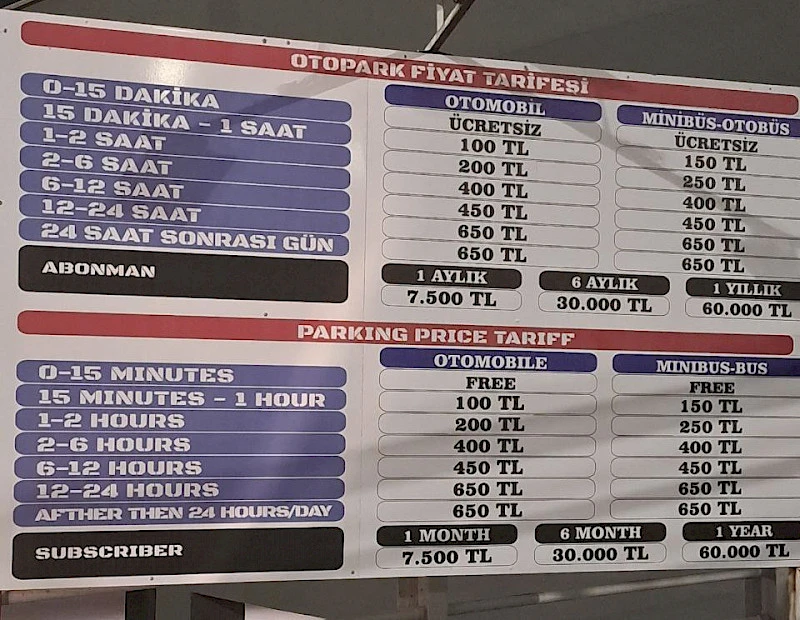 OTOPARK FİYAT TARİFESİ
OTOMOBİL MİNİBÜS-OTOBÜS
0-15 DAKİKA ÜCRETSİZ ÜCRETSİZ
15 DAKİKA - 1 SAAT 100 TL 150 TL
1-2 SAAT 200 TL 250 TL
2-6 SAAT 400 TL 400 TL
6-12 SAAT 450 TL 450 TL
12-24 SAAT 650 TL 650 TL
24 SAAT SONRASI GÜN 650 TL 650 TL
ABONMAN 1 AYLIK 6 AYLIK 1 YILLIK
7.500 TL 30.000 TL 60.000 TL
PARKING PRICE TARIFF
OTOMOBILE MINIBUS-BUS
0-15 MINUTES FREE FREE
15 MINUTES - 1 HOUR 100 TL 150 TL
1-2 HOURS 200 TL 250 TL
2-6 HOURS 400 TL 400 TL
6-12 HOURS 450 TL 450 TL
12-24 HOURS 650 TL 650 TL
AFTHER THEN 24 HOURS/DAY 650 TL 650 TL
SUBSCRIBER 1 MONTH 6 MONTH 1 YEAR
7.500 TL 30.000 TL 60.000 TL